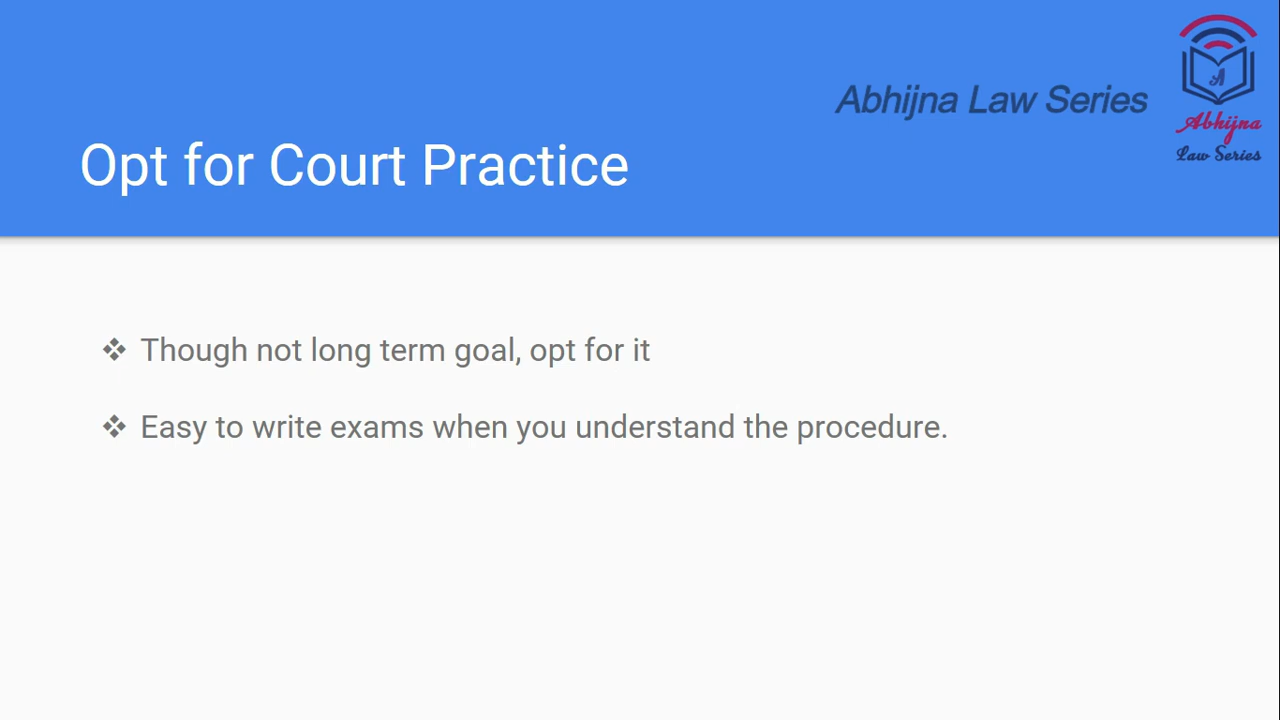 Abhijna Law Series
A
Abhijna
Law Series
Opt for Court Practice
❖ Though not long term goal, opt for it
❖ Easy to write exams when you understand the procedure.